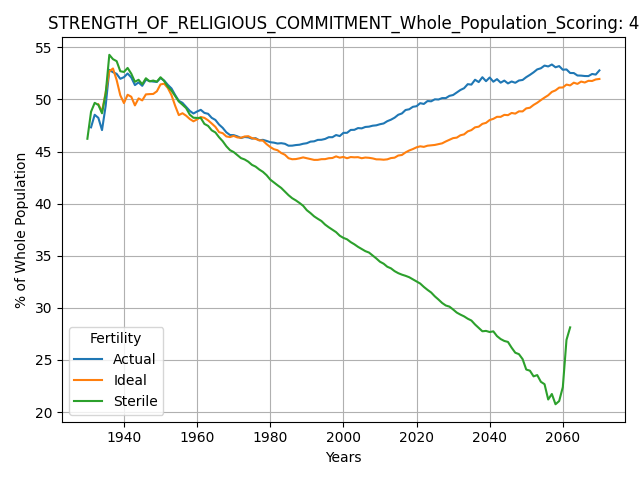 STRENGTH_OF_RELIGIOUS_COMMITMENT_Whole_Population_Scoring: 4
55
50
45
40
35
30
25
20
% of Whole Population
Fertility
Actual
Ideal
Sterile
1940 1960 1980 2000 2020 2040 2060
Years